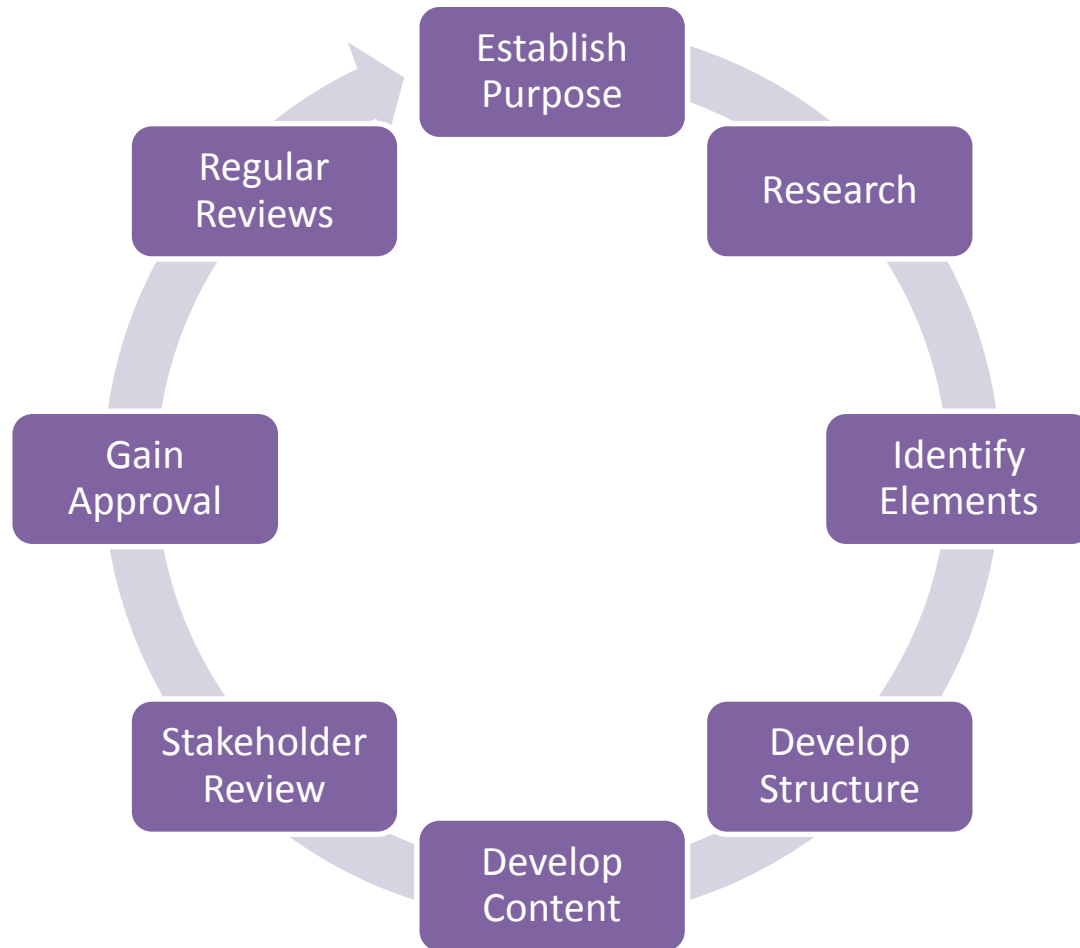 Establish
Purpose
Research
Identify
Elements
Develop
Structure
Develop
Content
Stakeholder
Review
Gain
Approval
Regular
Reviews